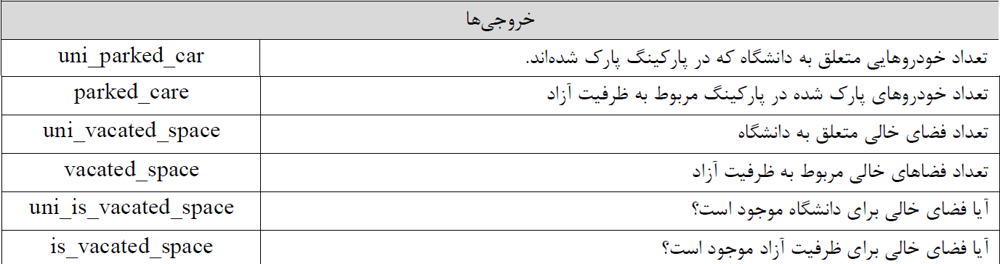 خروجی‌ها
تعداد خودروهایی متعلق به دانشگاه که در پارکینگ پارک شده‌اند.
uni_parked_car
تعداد خودروهای پارک شده در پارکینگ مربوط به ظرفیت آزاد
parked_care
تعداد فضای خالی متعلق به دانشگاه
uni_vacated_space
تعداد فضاهای خالی مربوط به ظرفیت آزاد
vacated_space
آیا فضای خالی برای دانشگاه موجود است؟
uni_is_vacated_space
آیا فضای خالی برای ظرفیت آزاد موجود است؟
is_vacated_space